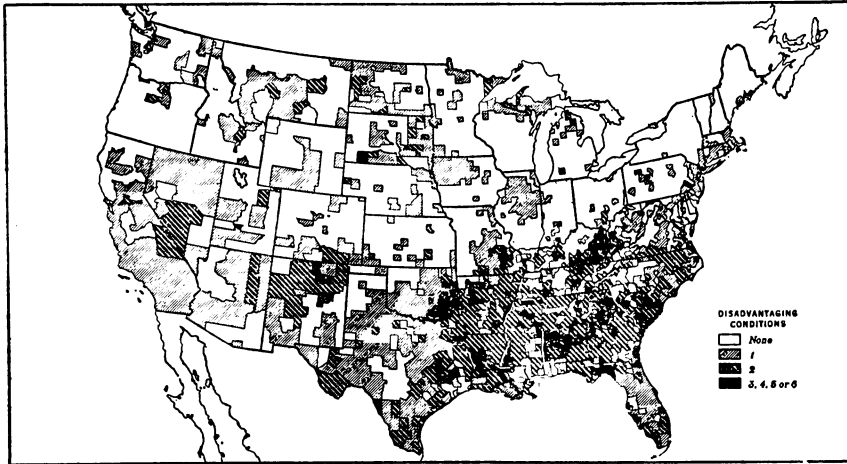 DISADVANTAGING
CONDITIONS
None
1
2
3, 4, 5 or 6